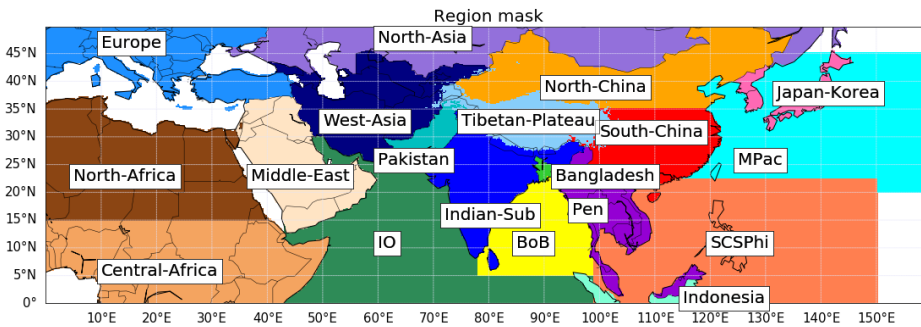 Region mask
45°N
40°N
35°N
30°N
25°N
20°N
15°N
10°N
5°N
0°
Europe
North-Asia
North-China
Japan-Korea
West-Asia
Tibetan-Plateau
South-China
Pakistan
MPac
North-Africa
Middle-East
Bangladesh
Indian-Sub
Pen
IO
BoB
SCSPhi
Central-Africa
Indonesia
10°E
20°E
30°E
40°E
50°E
60°E
70°E
80°E
90°E
100°E
110°E
120°E
130°E
140°E
150°E